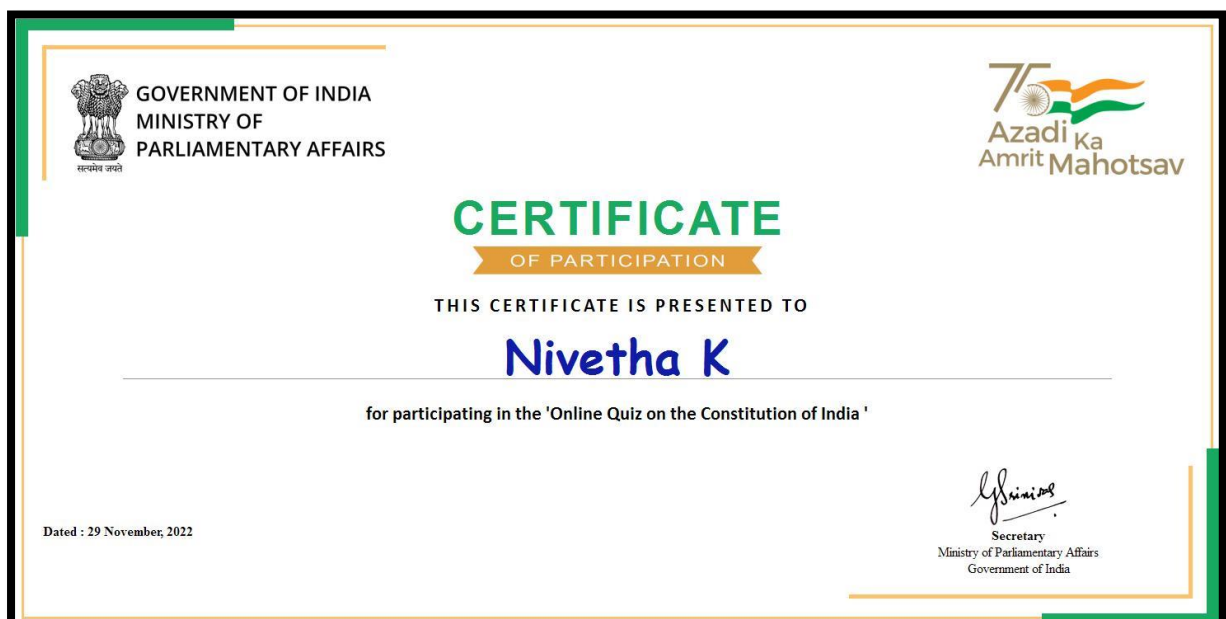 GOVERNMENT OF INDIA
MINISTRY OF
PARLIAMENTARY AFFAIRS
सत्यमेव जयते
75
Azadi Ka
Amrit Mahotsav
CERTIFICATE
OF PARTICIPATION
THIS CERTIFICATE IS PRESENTED TO
Nivetha K
for participating in the 'Online Quiz on the Constitution of India '
Dated : 29 November, 2022
Secretary
Ministry of Parliamentary Affairs
Government of India